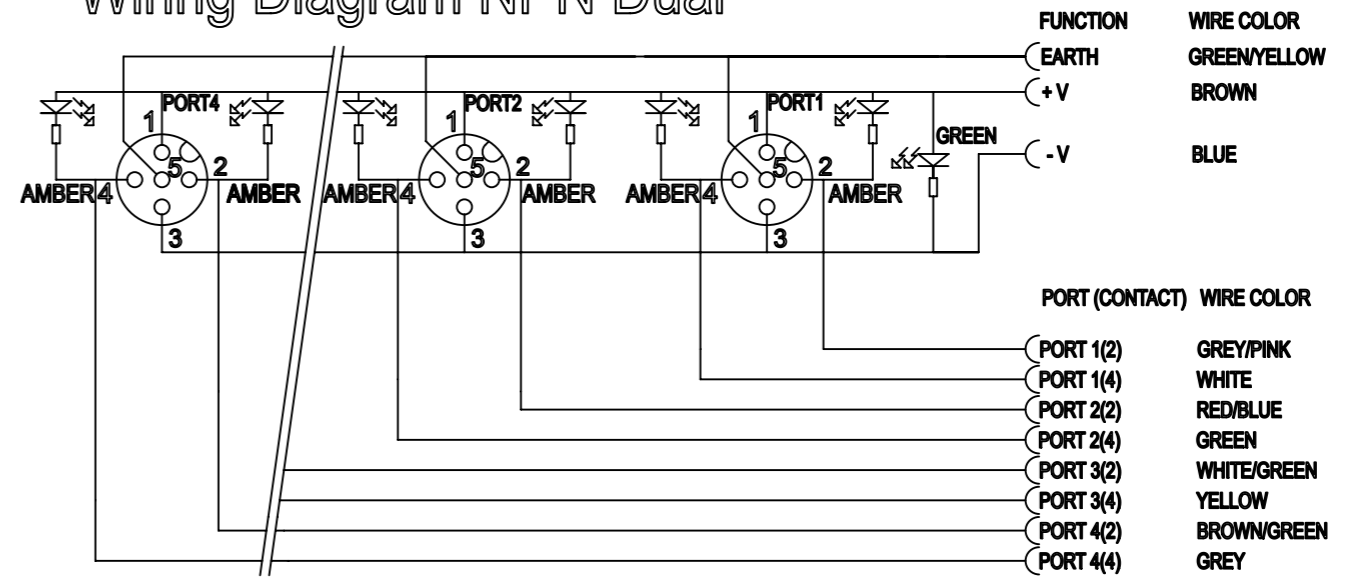 Wiring Diagram NPN Dual
FUNCTION WIRE COLOR
EARTH GREEN/YELLOW
+ V BROWN
- V BLUE
PORT4 PORT2 PORT1
1 1 1
GREEN
5 2 5 2 5 2
AMBER 4 AMBER AMBER 4 AMBER AMBER 4 AMBER
3 3 3
PORT (CONTACT) WIRE COLOR
PORT 1(2) GREY/PINK
PORT 1(4) WHITE
PORT 2(2) RED/BLUE
PORT 2(4) GREEN
PORT 3(2) WHITE/GREEN
PORT 3(4) YELLOW
PORT 4(2) BROWN/GREEN
PORT 4(4) GREY